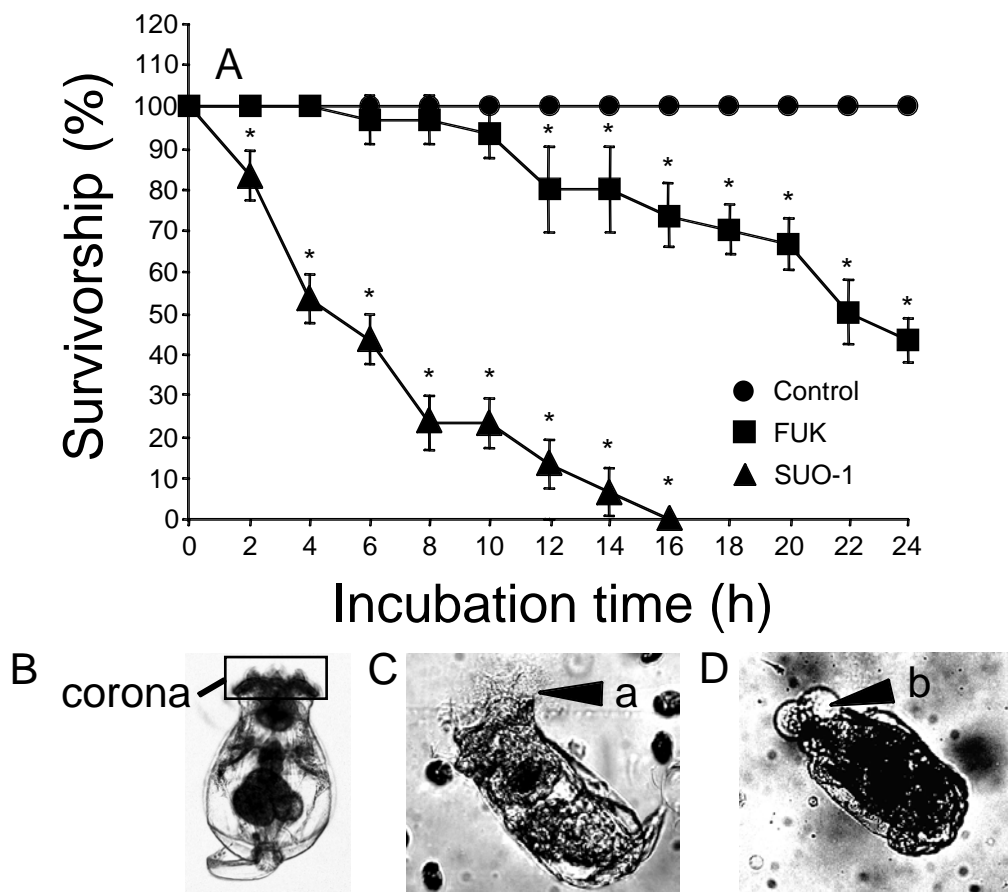 A
Survivorship (%)
120
110
100
90
80
70
60
50
40
30
20
10
0
* * * * * * * *
* * * * * * *
Control
FUK
SUO-1
0 2 4 6 8 10 12 14 16 18 20 22 24
Incubation time (h)
B
corona
C
a
D
b